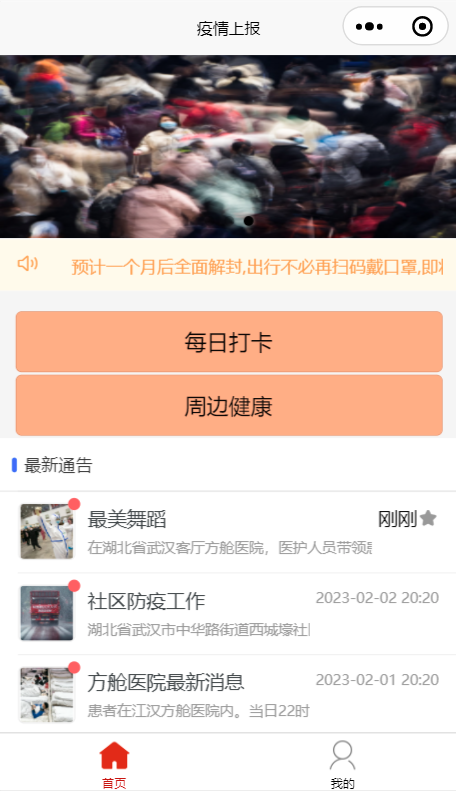 疫情上报
预计一个月后全面解封,出行不必再扫码戴口罩,即将
每日打卡
周边健康
最新通告
最美舞蹈
刚刚
在湖北省武汉客厅方舱医院，医护人员带领
社区防疫工作
2023-02-02 20:20
湖北省武汉市中华路街道西城壕社
方舱医院最新消息
2023-02-01 20:20
患者在江汉方舱医院内。当日22时
首页
我的